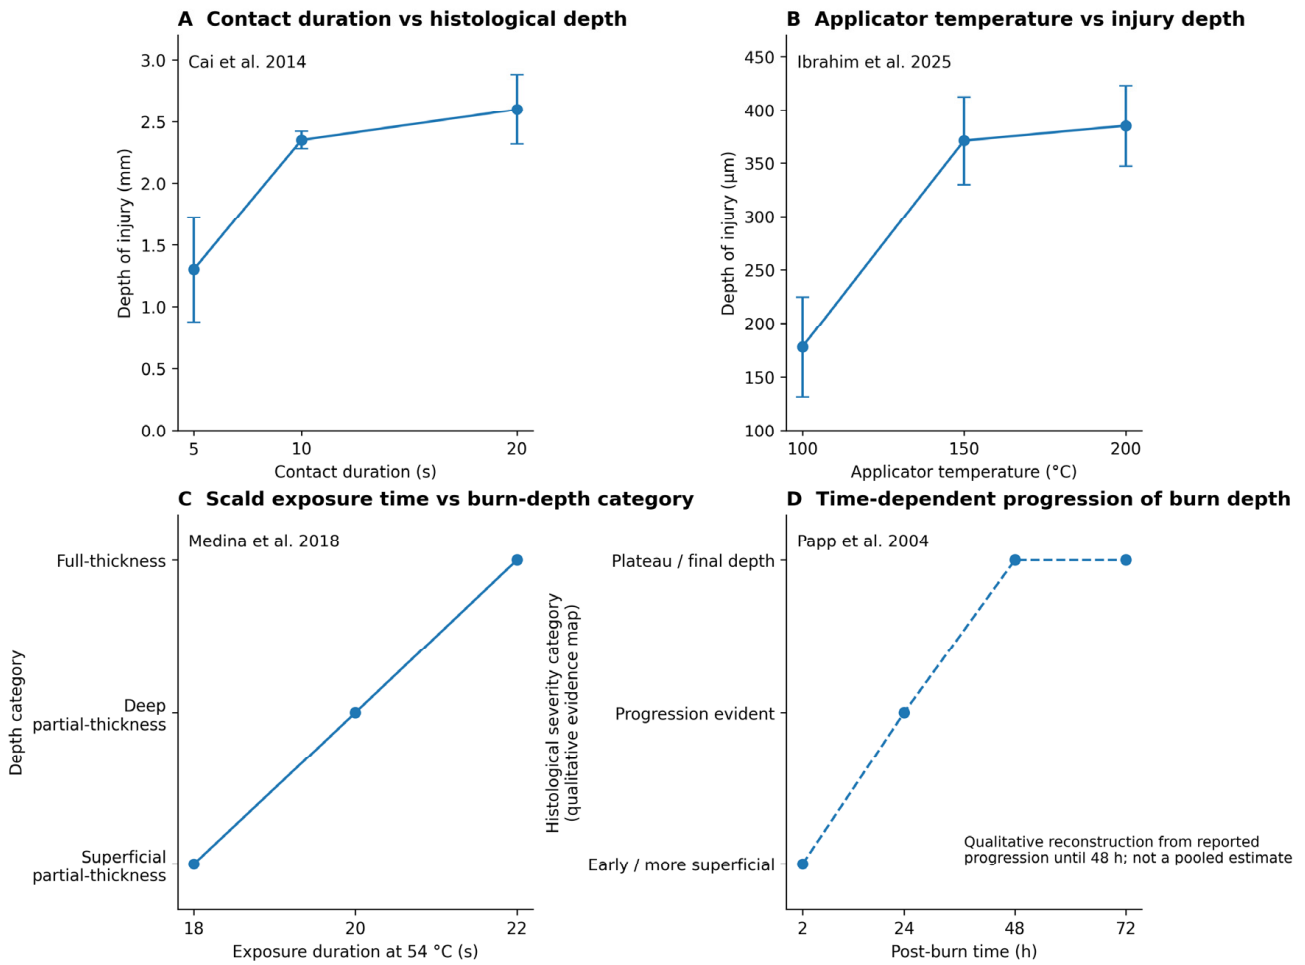 A  Contact duration vs histological depth
Cai et al. 2014
Depth of injury (mm)
3.0
2.5
2.0
1.5
1.0
0.5
0.0
5
10
20
Contact duration (s)
B  Applicator temperature vs injury depth
Ibrahim et al. 2025
Depth of injury (µm)
450
400
350
300
250
200
150
100
100
150
200
Applicator temperature (°C)
C  Scald exposure time vs burn-depth category
Medina et al. 2018
Depth category
Full-thickness
Deep
partial-thickness
Superficial
partial-thickness
18
20
22
Exposure duration at 54 °C (s)
D  Time-dependent progression of burn depth
Papp et al. 2004
Histological severity category
(qualitative evidence map)
Plateau / final depth
Progression evident
Early / more superficial
Qualitative reconstruction from reported
progression until 48 h; not a pooled estimate
2
24
48
72
Post-burn time (h)